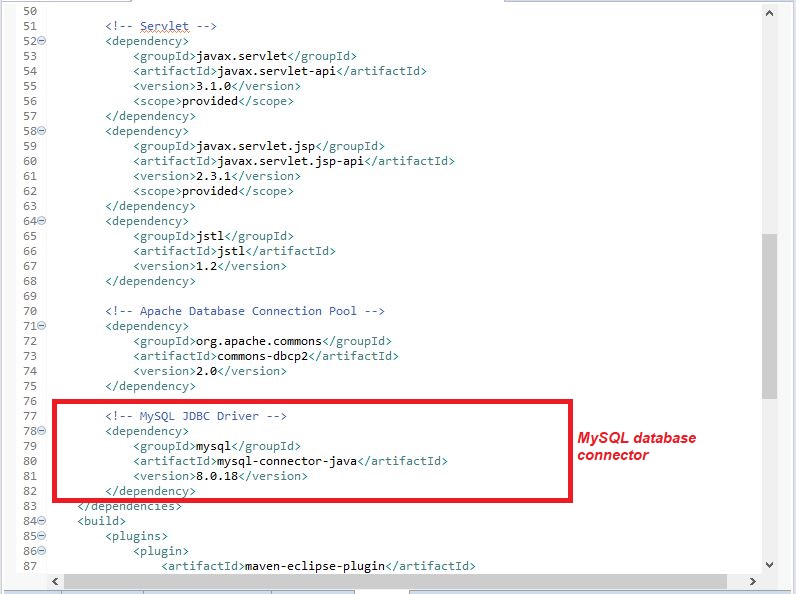 50
51 <!-- Servlet -->
52 <dependency>
53 <groupId>javax.servlet</groupId>
54 <artifactId>javax.servlet-api</artifactId>
55 <version>3.1.0</version>
56 <scope>provided</scope>
57 </dependency>
58 <dependency>
59 <groupId>javax.servlet.jsp</groupId>
60 <artifactId>javax.servlet.jsp-api</artifactId>
61 <version>2.3.1</version>
62 <scope>provided</scope>
63 </dependency>
64 <dependency>
65 <groupId>jstl</groupId>
66 <artifactId>jstl</artifactId>
67 <version>1.2</version>
68 </dependency>
69
70 <!-- Apache Database Connection Pool -->
71 <dependency>
72 <groupId>org.apache.commons</groupId>
73 <artifactId>commons-dbcp2</artifactId>
74 <version>2.0</version>
75 </dependency>
76
77 <!-- MySQL JDBC Driver -->
78 <dependency>
79 <groupId>mysql</groupId>
80 <artifactId>mysql-connector-java</artifactId>
81 <version>8.0.18</version>
82 </dependency>
83 </dependencies>
84 <build>
85 <plugins>
86 <plugin>
87 <artifactId>maven-eclipse-plugin</artifactId>
MySQL database
connector